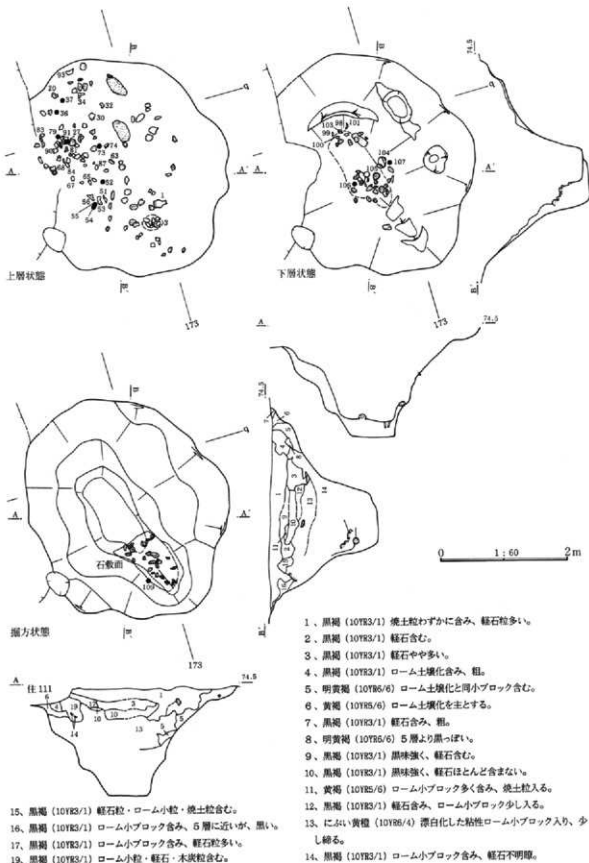 上層状態
下層状態
掘方状態
石敷面
173
173
173
74.5
74.5
74.5
74.5
A
A'
B
B'
住111
0 1:60 2m
1、黒褐（10YR3/1）焼土粒わずかに含み、軽石粒多い。
2、黒褐（10YR3/1）軽石含む。
3、黒褐（10YR3/1）軽石やや多い。
4、黒褐（10YR3/1）ローム土壌化含み、粗。
5、明黄褐（10YR6/6）ローム土壌化と同小ブロック含む。
6、黄褐（10YR5/6）ローム土壌化を主とする。
7、黒褐（10YR3/1）軽石含み、粗。
8、明黄褐（10YR6/6）5層より黒っぽい。
9、黒褐（10YR3/1）黒味強く、軽石含む。
10、黒褐（10YR3/1）黒味強く、軽石ほとんど含まない。
11、黄褐（10YR5/6）ローム小ブロック多く含み、焼土粒入る。
12、黒褐（10YR3/1）軽石含み、ローム小ブロック少し入る。
13、にぶい黄橙（10YR6/4）漂白化した粘性ローム小ブロック入り、少
し締る。
14、黒褐（10YR3/1）ローム小ブロック含み、軽石不明瞭。
15、黒褐（10YR3/1）軽石粒・ローム小粒・焼土粒含む。
16、黒褐（10YR3/1）ローム小ブロック含み、5層に近いが、黒い。
17、黒褐（10YR3/1）ローム小ブロック含み、軽石粒多い。
19、黒褐（10YR3/1）ローム小粒・軽石・木炭粒含む。